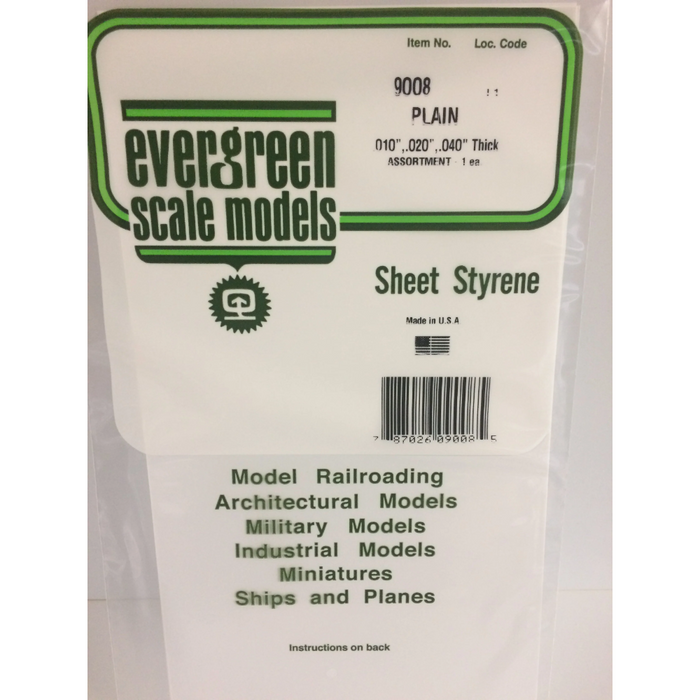 Item No. Loc. Code
9008 11
PLAIN
.010",.020",.040" Thick
ASSORTMENT - 1 ea
evergreen
scale models
Sheet Styrene
Made in U.S.A
7 87026 09008 5
Model Railroading
Architectural Models
Military Models
Industrial Models
Miniatures
Ships and Planes
Instructions on back